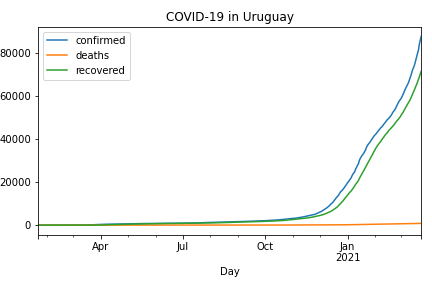 COVID-19 in Uruguay
confirmed
deaths
recovered
80000
60000
40000
20000
0
Apr Jul Oct Jan
2021
Day